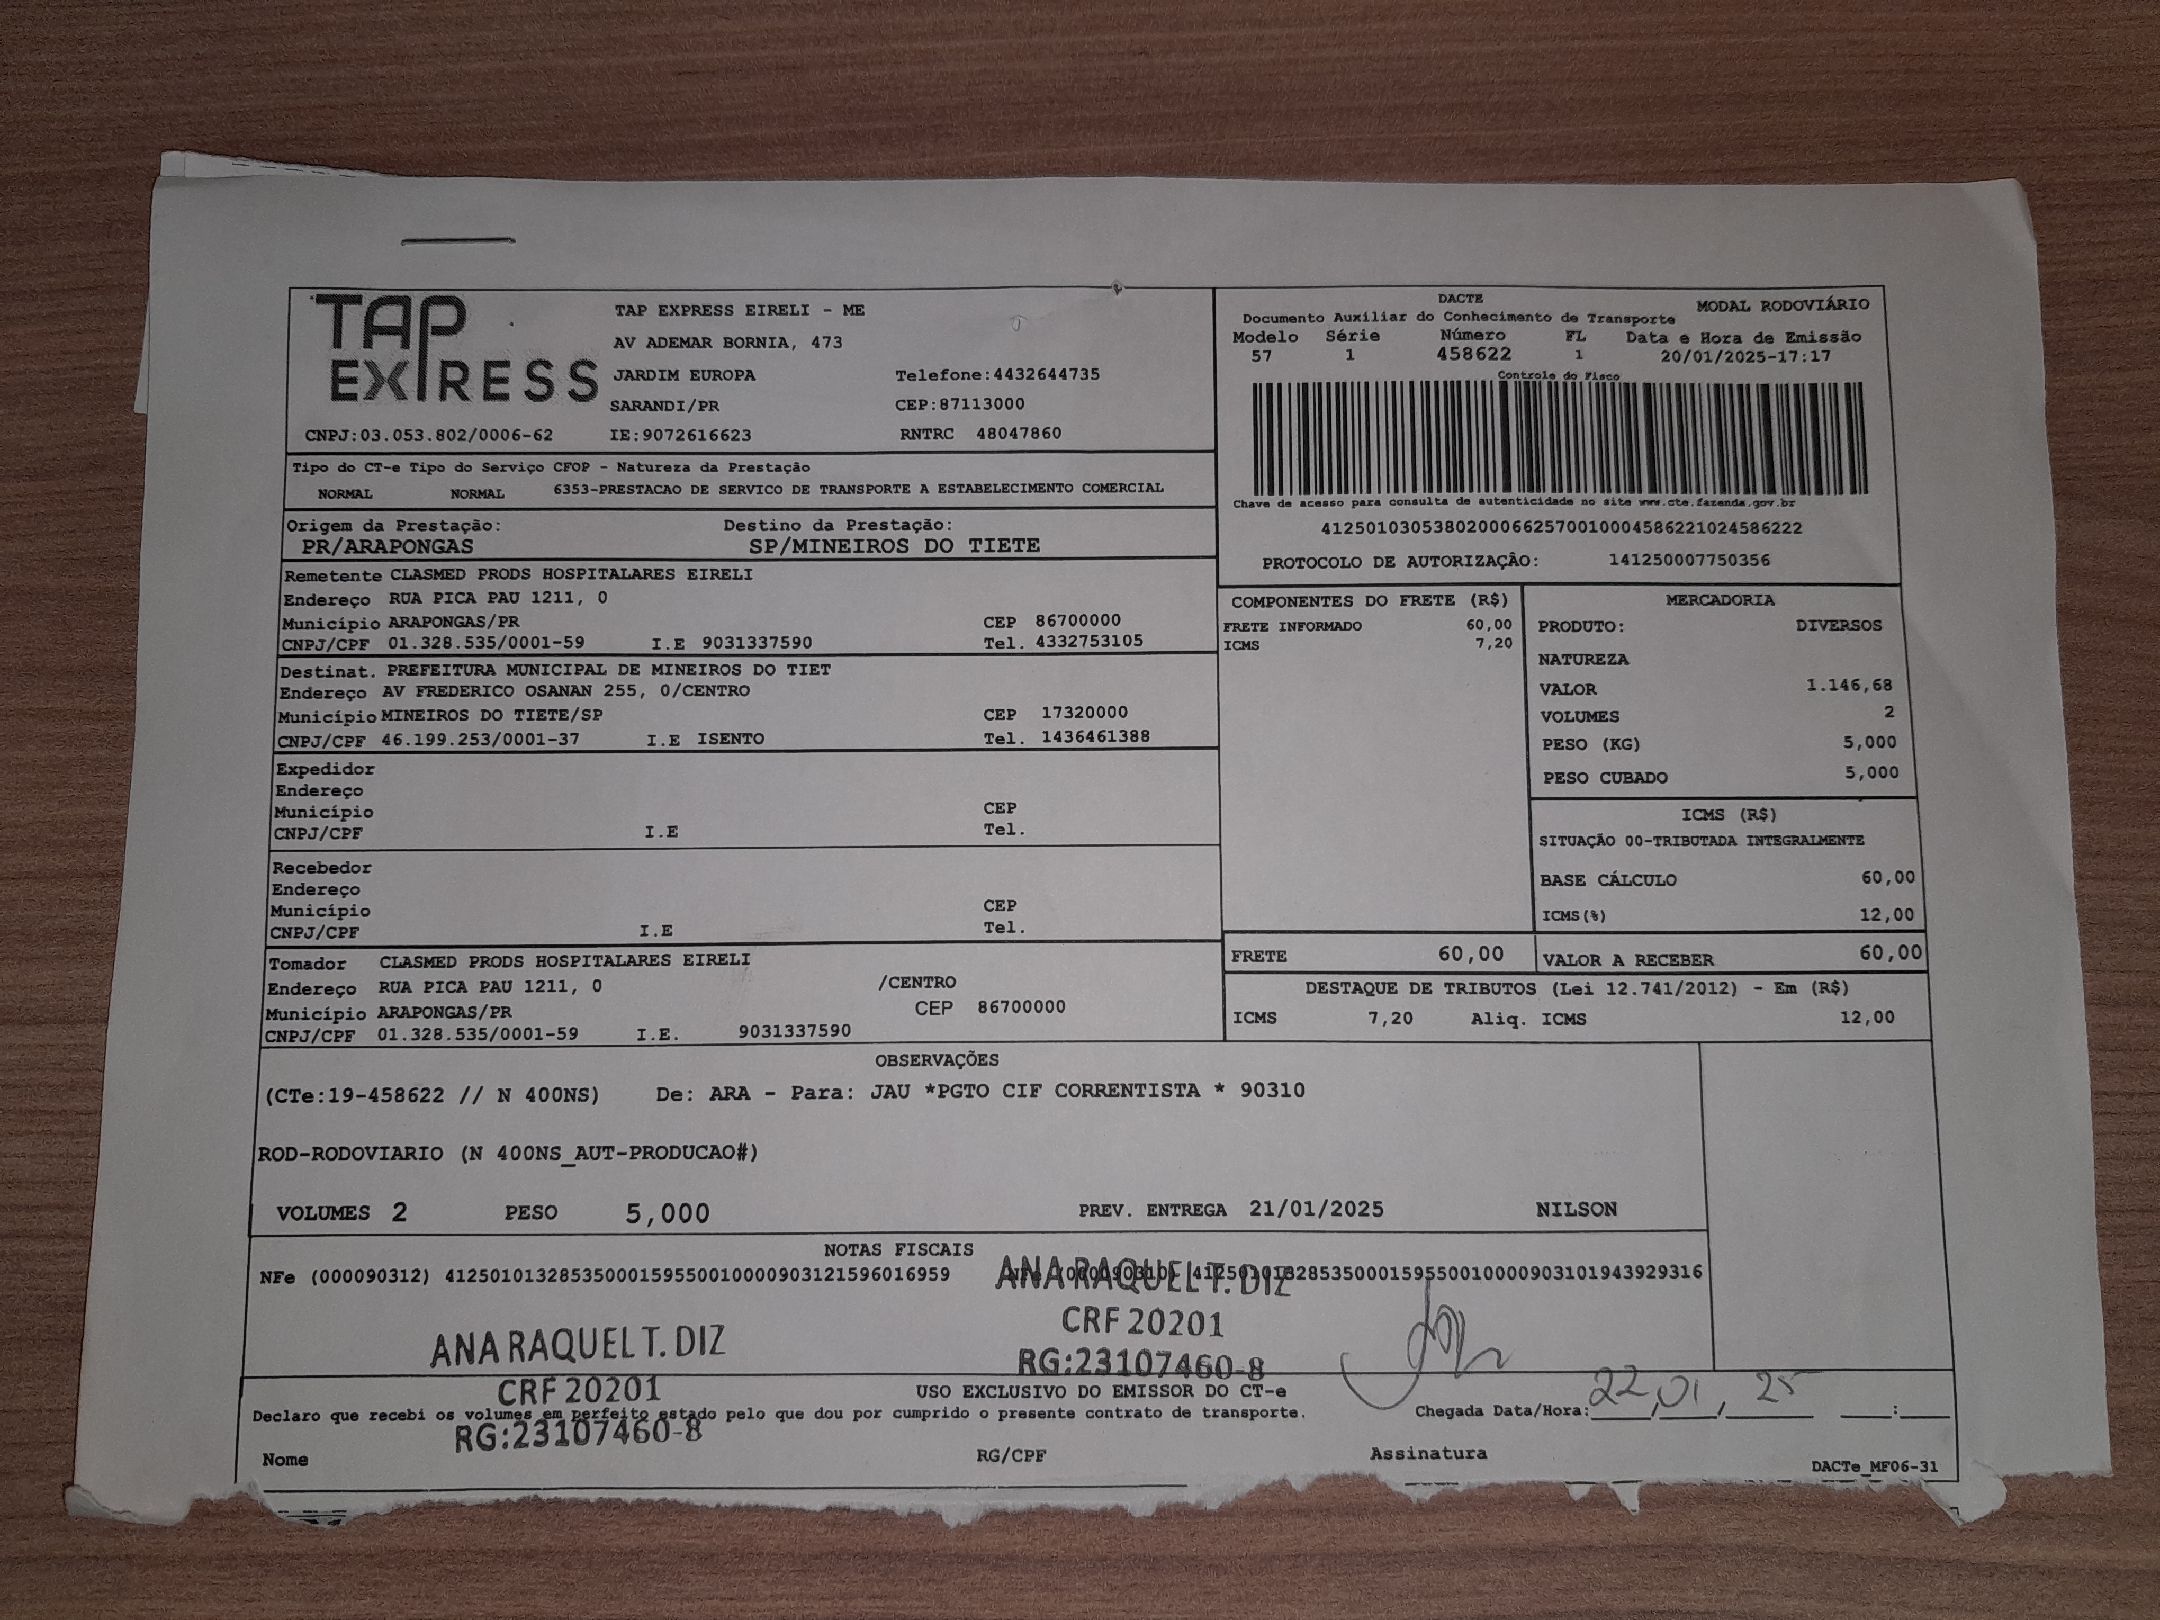 TAP
EXPRESS
TAP EXPRESS EIRELI - ME
AV ADEMAR BORNIA, 473
JARDIM EUROPA Telefone:4432644735
SARANDI/PR CEP:87113000
CNPJ:03.053.802/0006-62 IE:9072616623 RNTRC 48047860
DACTE MODAL RODOVIÁRIO
Documento Auxiliar do Conhecimento de Transporte
Modelo Série Número FL Data e Hora de Emissão
57 1 458622 1 20/01/2025-17:17
Controle do Fisco
Chave de acesso para consulta de autenticidade no site www.cte.fazenda.gov.br
41250103053802000662570010004586221024586222
PROTOCOLO DE AUTORIZAÇÃO: 141250007750356
Tipo do CT-e Tipo do Serviço CFOP - Natureza da Prestação
NORMAL NORMAL 6353-PRESTACAO DE SERVICO DE TRANSPORTE A ESTABELECIMENTO COMERCIAL
Origem da Prestação: Destino da Prestação:
PR/ARAPONGAS SP/MINEIROS DO TIETE
Remetente CLASMED PRODS HOSPITALARES EIRELI
Endereço RUA PICA PAU 1211, 0
Município ARAPONGAS/PR CEP 86700000
CNPJ/CPF 01.328.535/0001-59 I.E 9031337590 Tel. 4332753105
Destinat. PREFEITURA MUNICIPAL DE MINEIROS DO TIET
Endereço AV FREDERICO OSANAN 255, 0/CENTRO
Município MINEIROS DO TIETE/SP CEP 17320000
CNPJ/CPF 46.199.253/0001-37 I.E ISENTO Tel. 1436461388
Expedidor
Endereço
Município CEP
CNPJ/CPF I.E Tel.
Recebedor
Endereço
Município CEP
CNPJ/CPF I.E Tel.
Tomador CLASMED PRODS HOSPITALARES EIRELI
Endereço RUA PICA PAU 1211, 0 /CENTRO
Município ARAPONGAS/PR CEP 86700000
CNPJ/CPF 01.328.535/0001-59 I.E. 9031337590
COMPONENTES DO FRETE (R$)
FRETE INFORMADO 60,00
ICMS 7,20
MERCADORIA
PRODUTO: DIVERSOS
NATUREZA
VALOR 1.146,68
VOLUMES 2
PESO (KG) 5,000
PESO CUBADO 5,000
ICMS (R$)
SITUAÇÃO 00-TRIBUTADA INTEGRALMENTE
BASE CÁLCULO 60,00
ICMS(%) 12,00
FRETE 60,00 VALOR A RECEBER 60,00
DESTAQUE DE TRIBUTOS (Lei 12.741/2012) - Em (R$)
ICMS 7,20 Aliq. ICMS 12,00
OBSERVAÇÕES
(CTe:19-458622 // N 400NS) De: ARA - Para: JAU *PGTO CIF CORRENTISTA * 90310
ROD-RODOVIARIO (N 400NS_AUT-PRODUCAO#)
VOLUMES 2 PESO 5,000 PREV. ENTREGA 21/01/2025 NILSON
NOTAS FISCAIS
NFe (000090312) 41250101328535000159550010000903121596016959 NFe (000090310) 41250101328535000159550010000903101943929316
ANA RAQUEL T. DIZ
CRF 20201
RG:23107460-8
ANA RAQUEL T. DIZ
CRF 20201
RG:23107460-8
USO EXCLUSIVO DO EMISSOR DO CT-e
Declaro que recebi os volumes em perfeito estado pelo que dou por cumprido o presente contrato de transporte. Chegada Data/Hora: 22, 01, 25 :
Nome RG/CPF Assinatura
DACTe_MF06-31